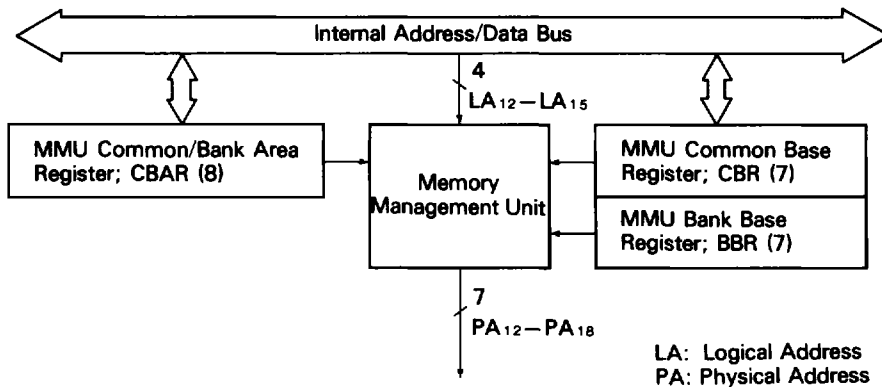 Internal Address/Data Bus
4
LA12–LA15
MMU Common/Bank Area
Register; CBAR (8)
Memory
Management Unit
MMU Common Base
Register; CBR (7)
MMU Bank Base
Register; BBR (7)
7
PA12–PA18
LA: Logical Address
PA: Physical Address